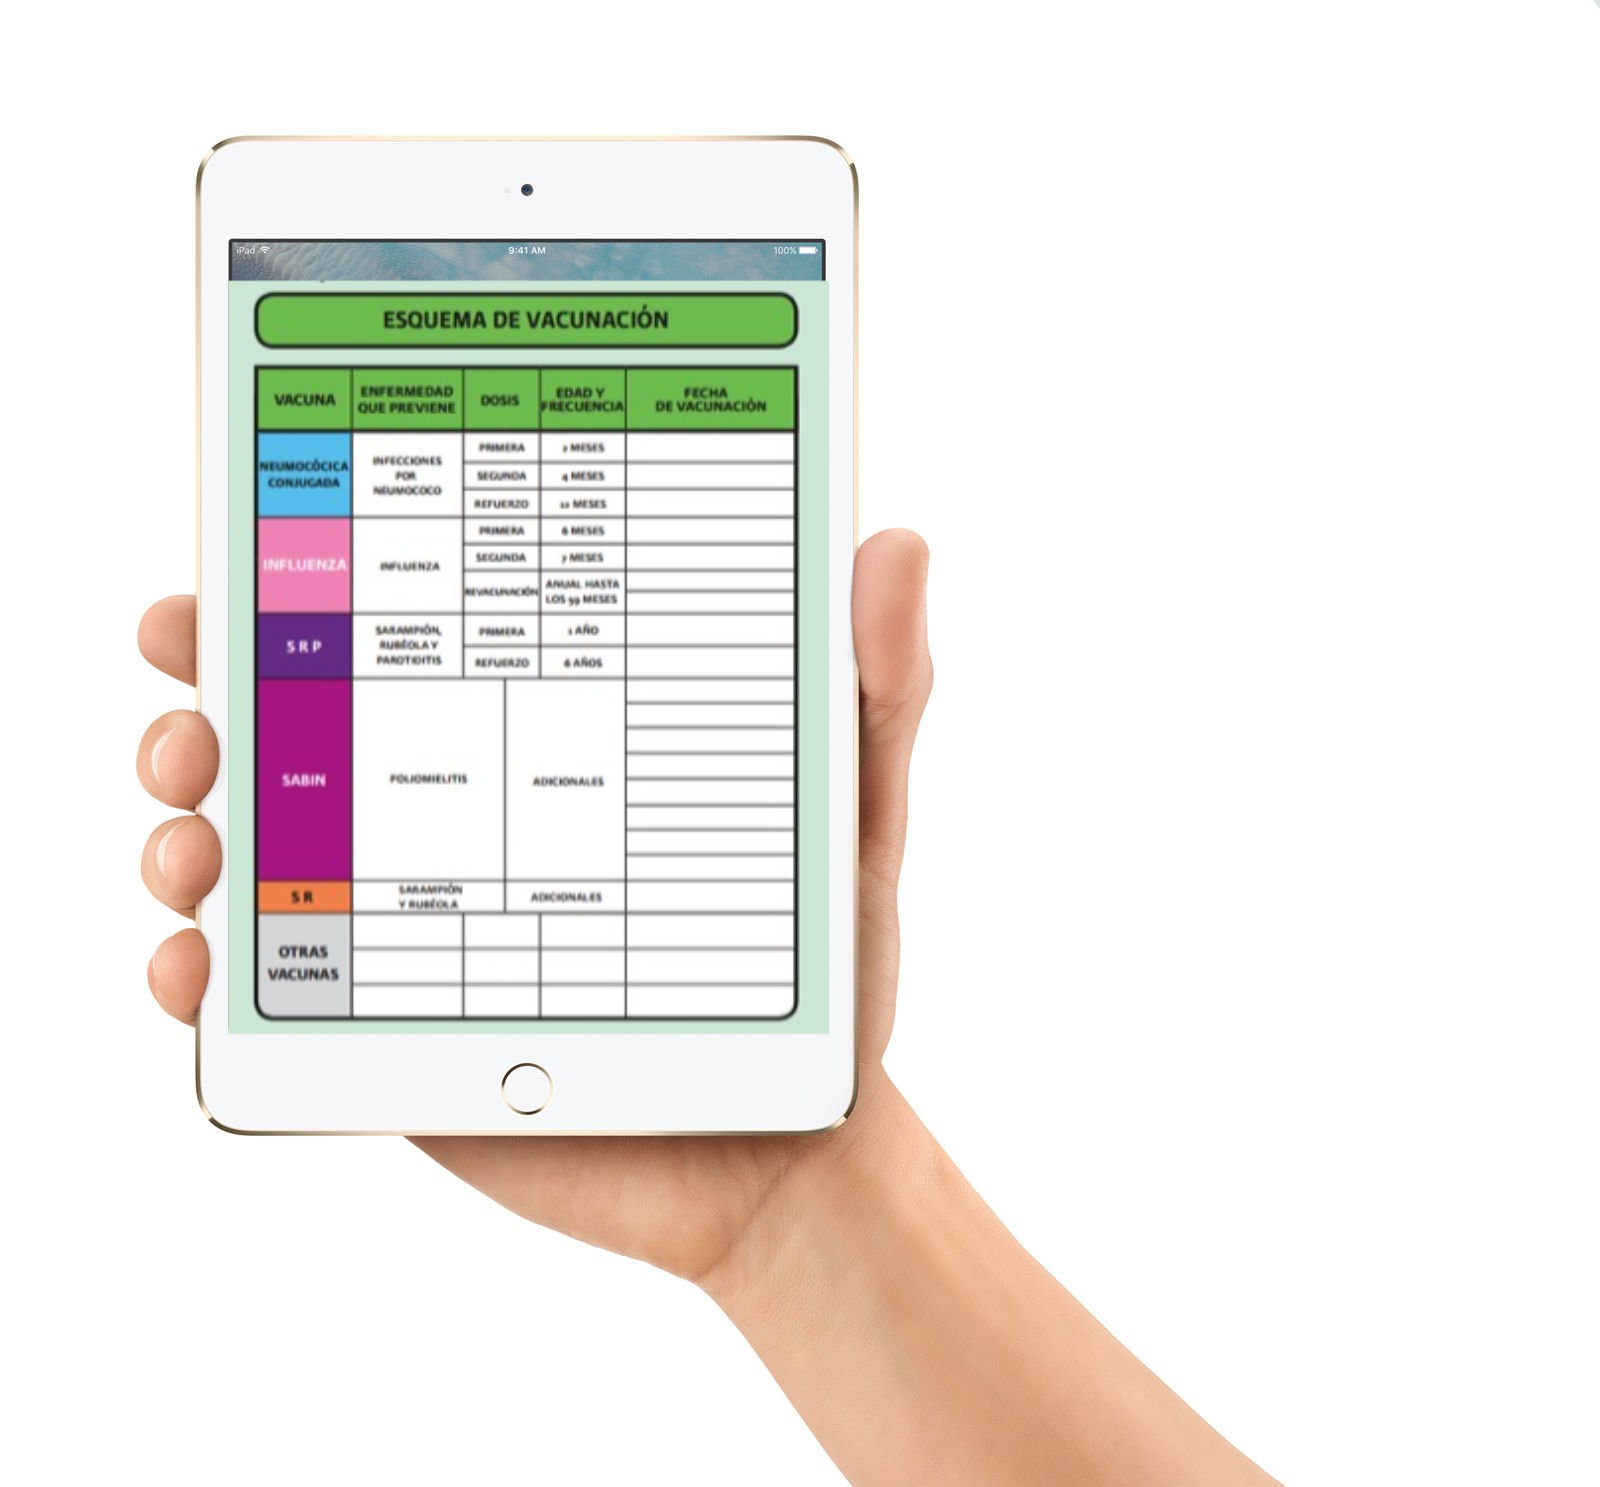 iPad 9:41 AM 100%
ESQUEMA DE VACUNACIÓN
VACUNA
ENFERMEDAD
QUE PREVIENE
DOSIS
EDAD Y
FRECUENCIA
FECHA
DE VACUNACIÓN
NEUMOCÓCICA
CONJUGADA
INFECCIONES
POR
NEUMOCOCO
PRIMERA
2 MESES
SEGUNDA
4 MESES
REFUERZO
12 MESES
INFLUENZA
INFLUENZA
PRIMERA
6 MESES
SEGUNDA
7 MESES
REVACUNACIÓN
ANUAL HASTA
LOS 59 MESES
S R P
SARAMPIÓN,
RUBÉOLA Y
PAROTIDITIS
PRIMERA
1 AÑO
REFUERZO
6 AÑOS
SABIN
POLIOMIELITIS
ADICIONALES
S R
SARAMPIÓN
Y RUBÉOLA
ADICIONALES
OTRAS
VACUNAS